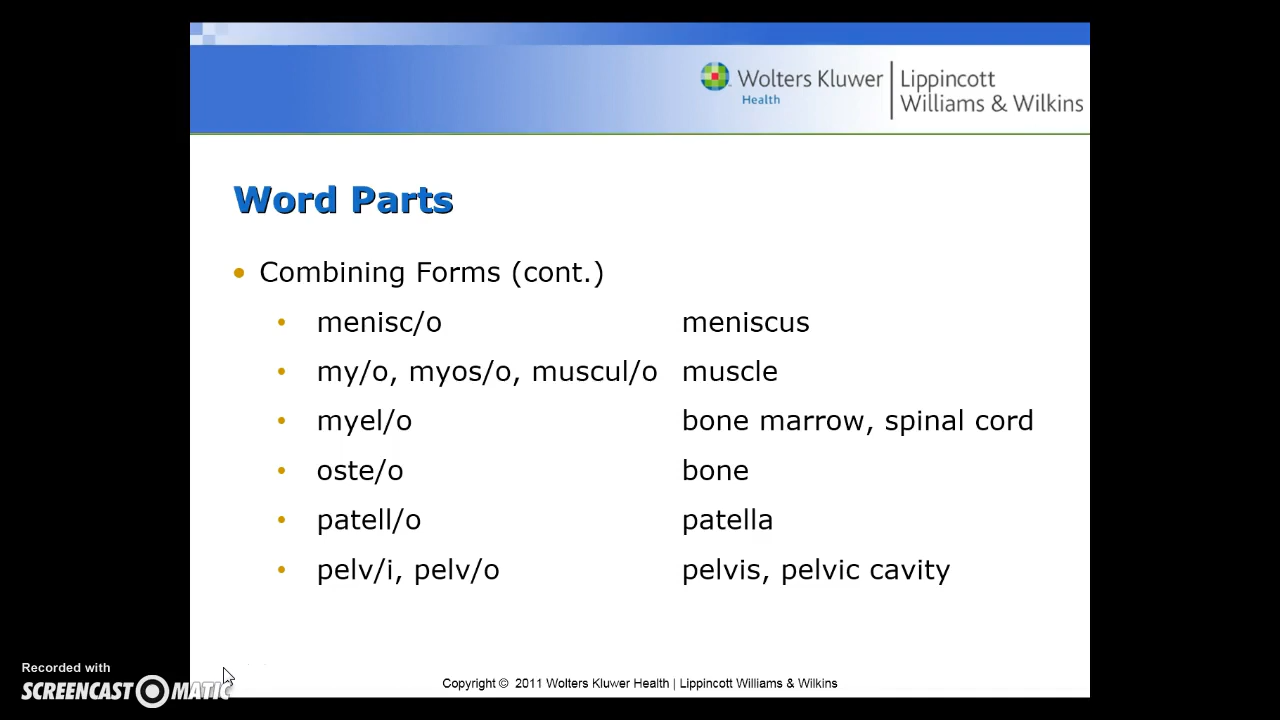 Wolters Kluwer
Health
Lippincott
Williams & Wilkins
Word Parts
• Combining Forms (cont.)
• menisc/o meniscus
• my/o, myos/o, muscul/o muscle
• myel/o bone marrow, spinal cord
• oste/o bone
• patell/o patella
• pelv/i, pelv/o pelvis, pelvic cavity
Recorded with
SCREENCAST-O-MATIC
Copyright © 2011 Wolters Kluwer Health | Lippincott Williams & Wilkins